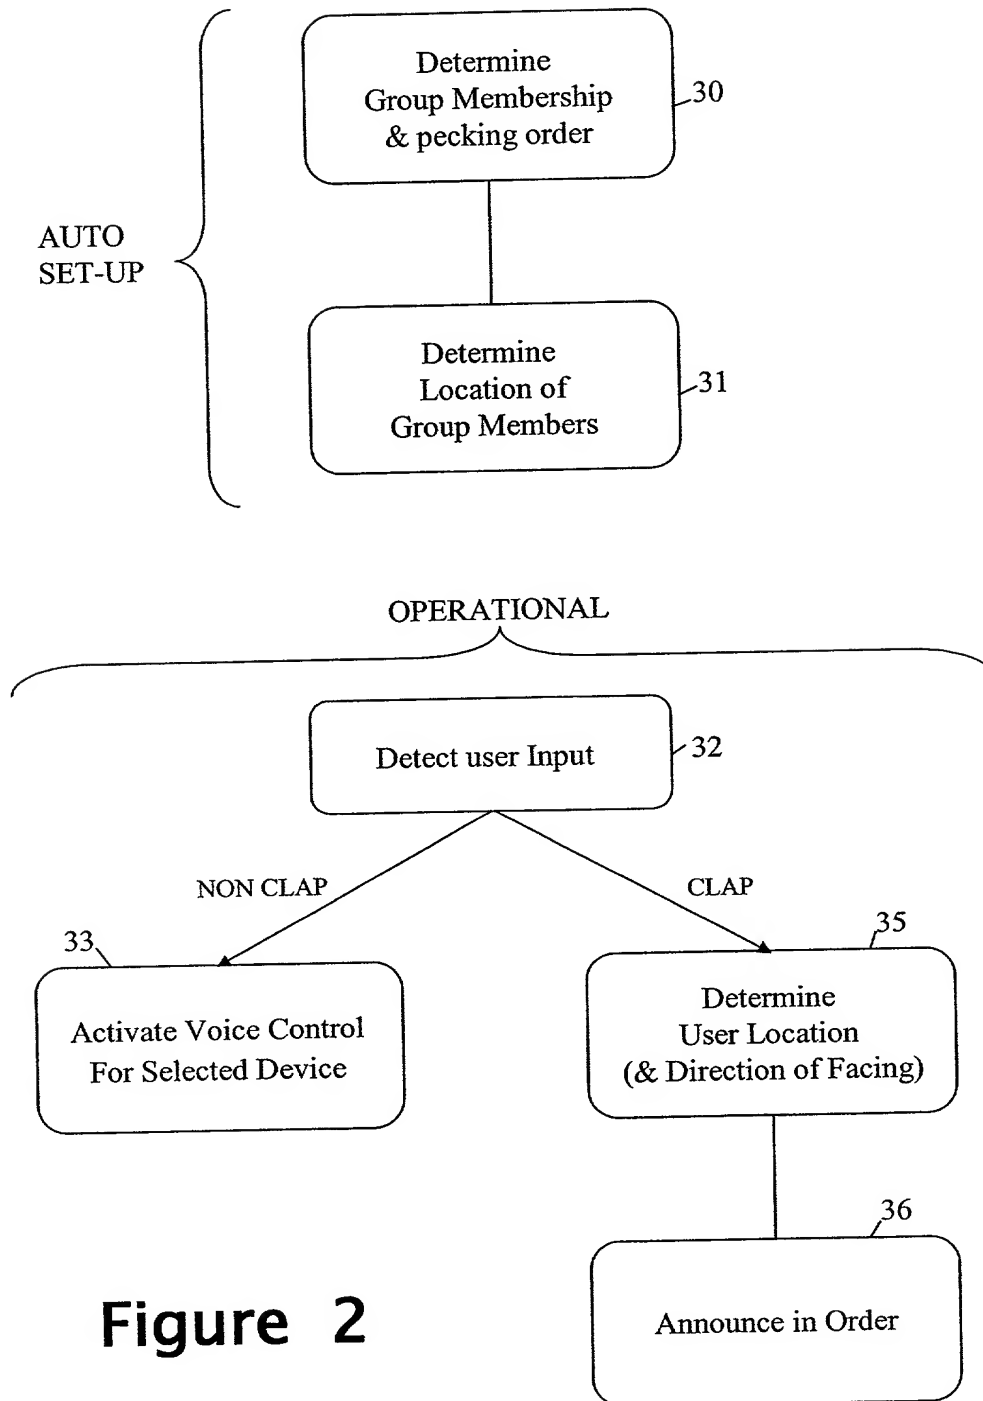 Determine
Group Membership
& pecking order
30
AUTO
SET-UP
Determine
Location of
Group Members
31
OPERATIONAL
Detect user Input
32
NON CLAP
CLAP
33
Activate Voice Control
For Selected Device
35
Determine
User Location
(& Direction of Facing)
36
Announce in Order
Figure 2